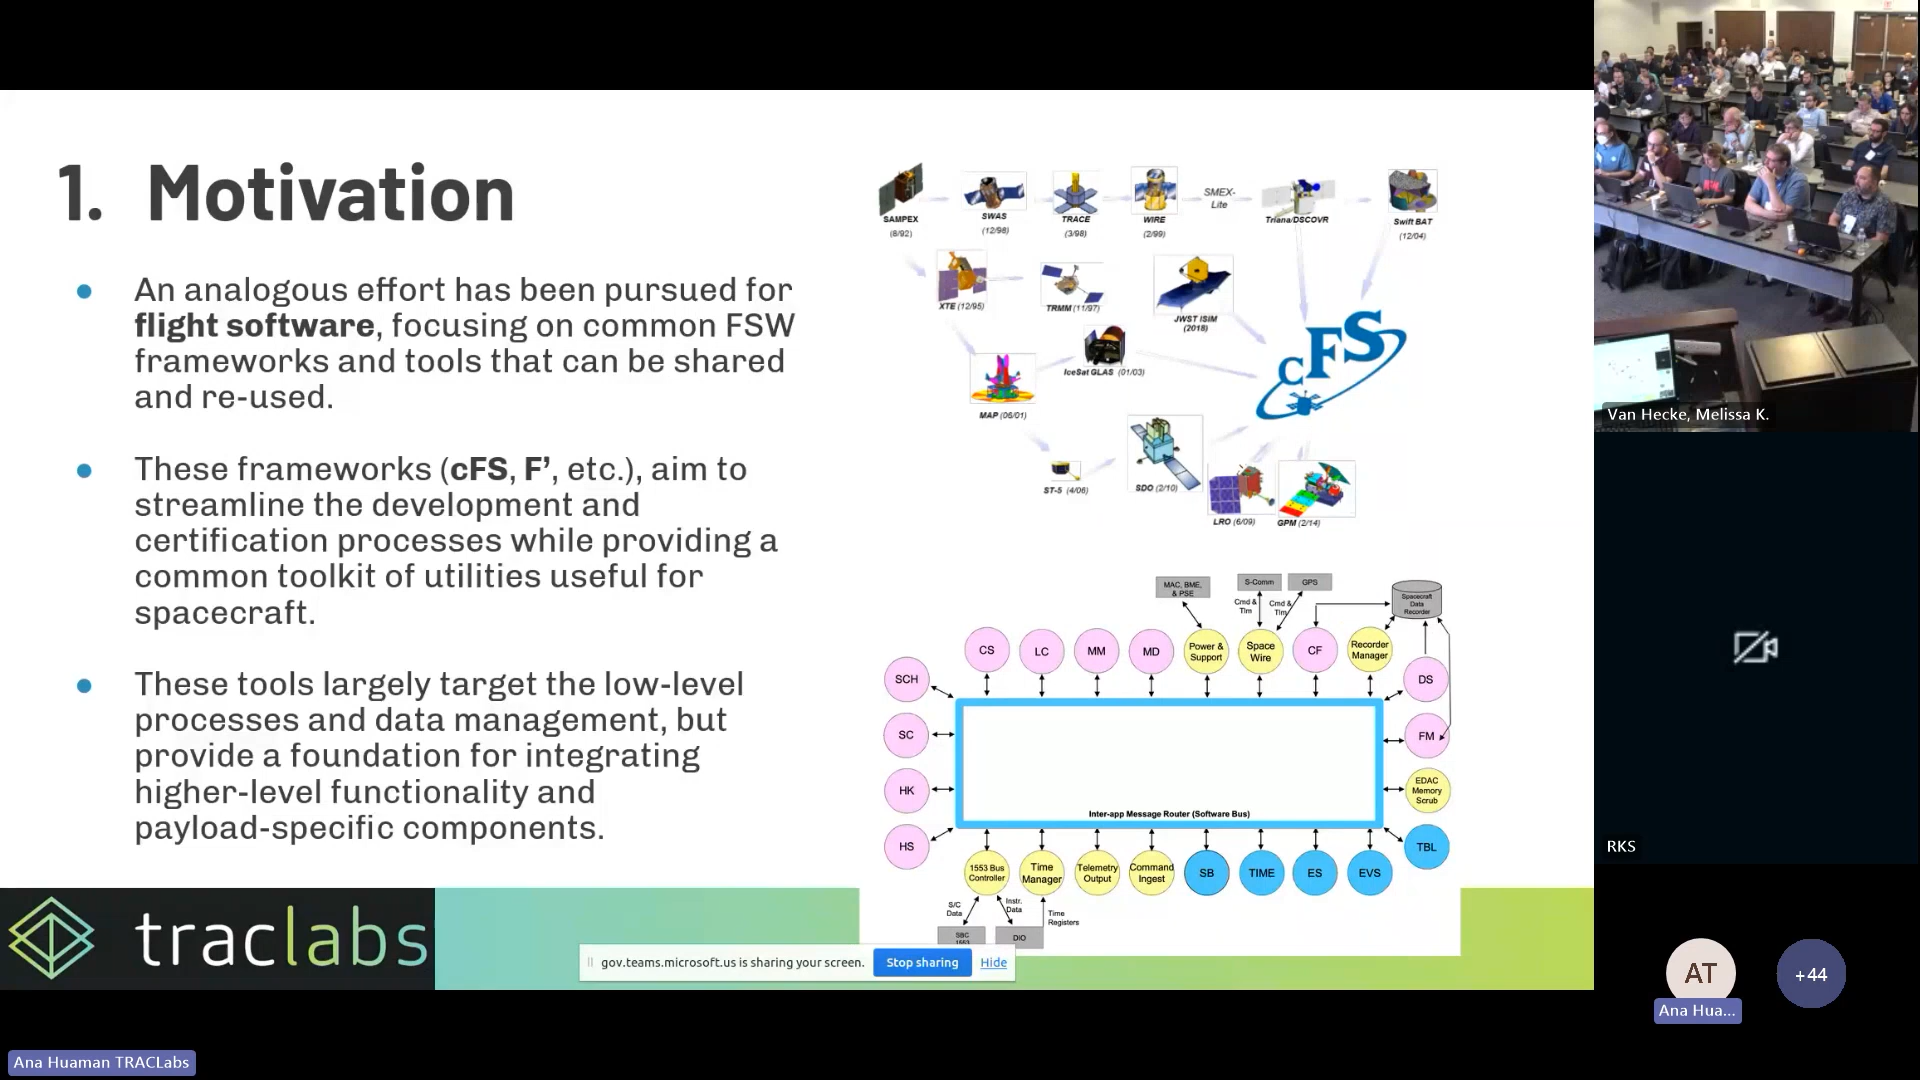 1. Motivation
An analogous effort has been pursued for
flight software, focusing on common FSW
frameworks and tools that can be shared
and re-used.
These frameworks (cFS, F’, etc.), aim to
streamline the development and
certification processes while providing a
common toolkit of utilities useful for
spacecraft.
These tools largely target the low-level
processes and data management, but
provide a foundation for integrating
higher-level functionality and
payload-specific components.
SAMPEX
(8/92)
SWAS
(12/98)
TRACE
(3/98)
WIRE
(2/99)
SMEX-
Lite
Triana/DSCOVR
Swift BAT
(12/04)
XTE (12/95)
TRMM (11/97)
JWST ISIM
(2018)
IceSat GLAS (01/03)
cFS
MAP (06/01)
ST-5 (4/06)
SDO (2/10)
LRO (6/09)
GPM (2/14)
MAC, BME,
& PSE
S-Comm
GPS
Spacecraft
Data
Recorder
Cmd &
Tlm
Cmd &
Tlm
CS
LC
MM
MD
Power &
Support
Space
Wire
CF
Recorder
Manager
SCH
DS
SC
FM
HK
EDAC
Memory
Scrub
Inter-app Message Router (Software Bus)
HS
TBL
1553 Bus
Controller
Time
Manager
Telemetry
Output
Command
Ingest
SB
TIME
ES
EVS
S/C
Data
Instr.
Data
Time
Registers
SBC
1553
DIO
traclabs
gov.teams.microsoft.us is sharing your screen.
Stop sharing
Hide
Van Hecke, Melissa K.
RKS
AT
+44
Ana Hua...
Ana Huaman TRACLabs